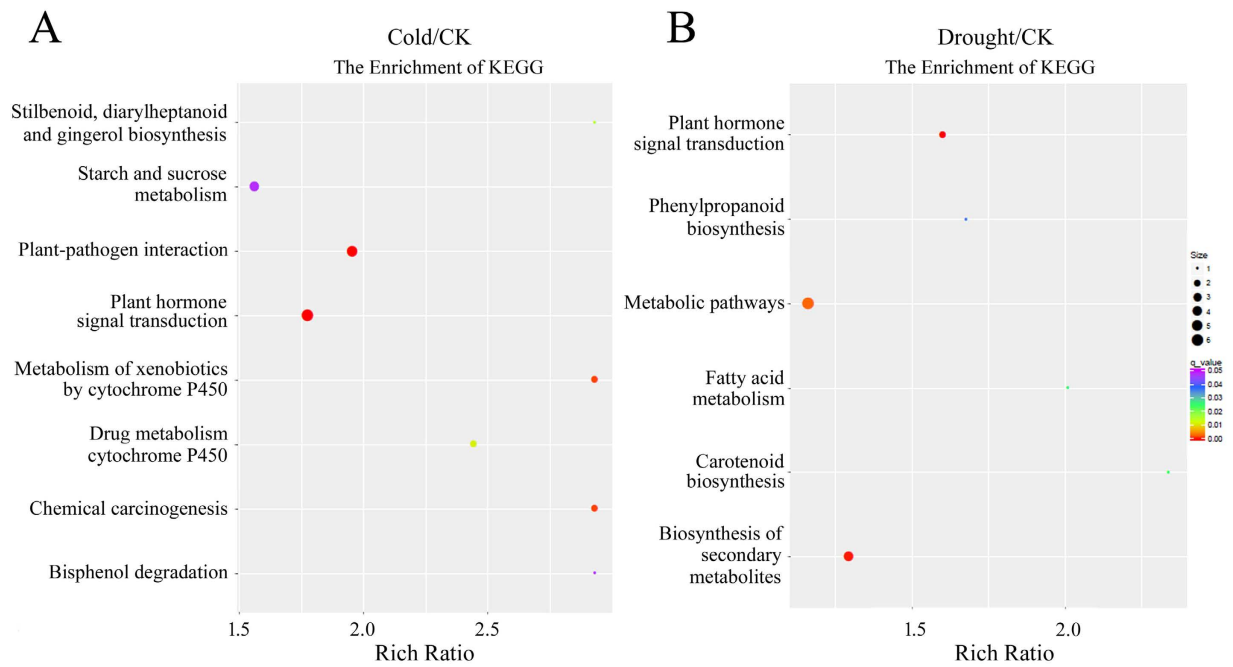 A
Cold/CK
The Enrichment of KEGG
Stilbenoid, diarylheptanoid
and gingerol biosynthesis
Starch and sucrose
metabolism
Plant-pathogen interaction
Plant hormone
signal transduction
Metabolism of xenobiotics
by cytochrome P450
Drug metabolism
cytochrome P450
Chemical carcinogenesis
Bisphenol degradation
1.5
2.0
2.5
Rich Ratio
B
Drought/CK
The Enrichment of KEGG
Plant hormone
signal transduction
Phenylpropanoid
biosynthesis
Metabolic pathways
Fatty acid
metabolism
Carotenoid
biosynthesis
Biosynthesis of
secondary
metabolites
1.5
2.0
Rich Ratio
Size
1
2
3
4
5
6
q_value
0.05
0.04
0.03
0.02
0.01
0.00